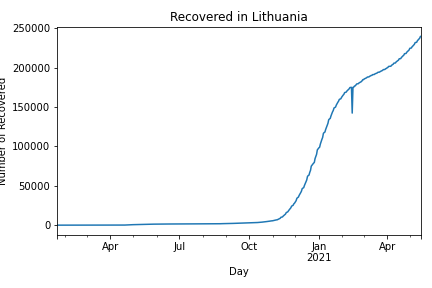 Recovered in Lithuania
250000
200000
150000
100000
50000
0
Number of Recovered
Apr
Jul
Oct
Jan
2021
Apr
Day